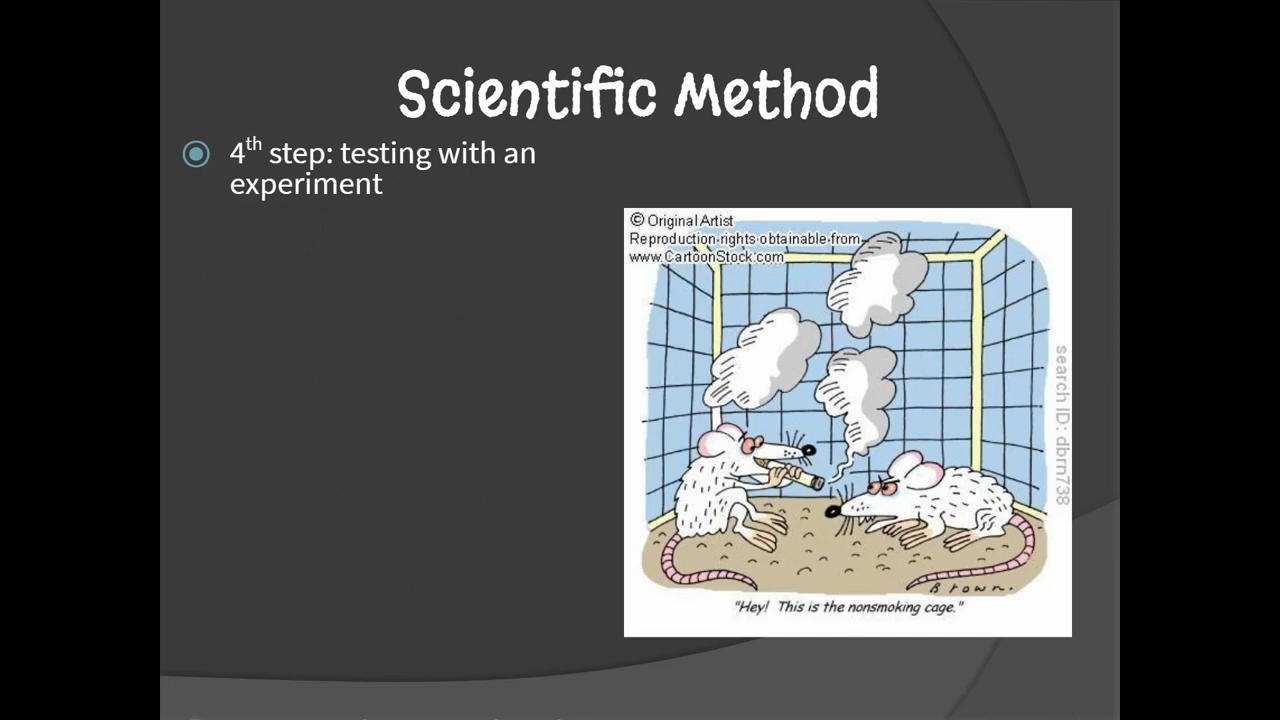 Scientific Method
4th step: testing with an
experiment
© Original Artist
Reproduction rights obtainable from
www.CartoonStock.com
search ID: dbrn738
Brown.
"Hey! This is the nonsmoking cage."